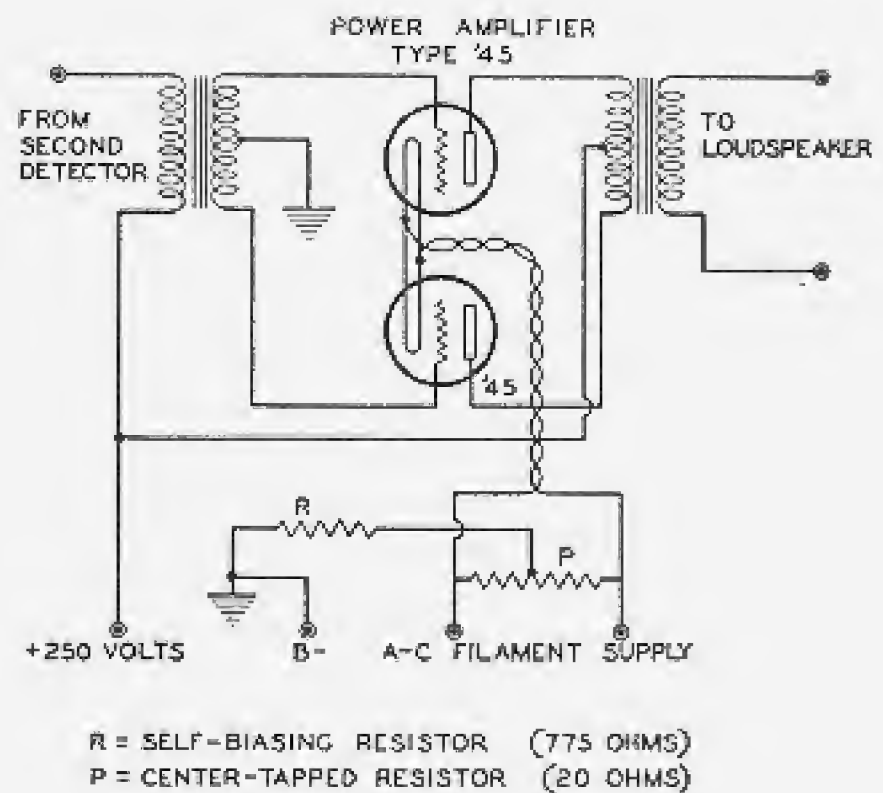 POWER AMPLIFIER
TYPE '45
FROM
SECOND
DETECTOR
TO
LOUDSPEAKER
'45
R
P
+250 VOLTS
B-
A-C FILAMENT SUPPLY
R = SELF-BIASING RESISTOR (775 OHMS)
P = CENTER-TAPPED RESISTOR (20 OHMS)